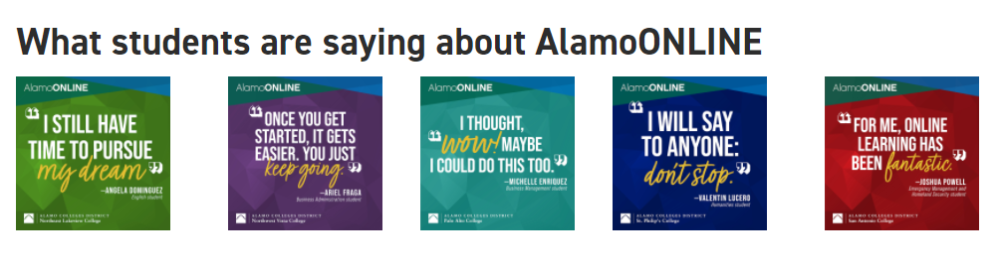 What students are saying about AlamoONLINE
AlamoONLINE
“I STILL HAVE
TIME TO PURSUE
my dream”
—ANGELA DOMINGUEZ
English student
ALAMO COLLEGES DISTRICT
Northeast Lakeview College
AlamoONLINE
“ONCE YOU GET
STARTED, IT GETS
EASIER. YOU JUST
keep going.”
—ARIEL FRAGA
Business Administration student
ALAMO COLLEGES DISTRICT
Northwest Vista College
AlamoONLINE
I THOUGHT,
“wow! MAYBE
I COULD DO THIS TOO.”
—MICHELLE ENRIQUEZ
Business Management student
ALAMO COLLEGES DISTRICT
Palo Alto College
AlamoONLINE
“I WILL SAY
TO ANYONE:
don't stop.”
—VALENTIN LUCERO
Humanities student
ALAMO COLLEGES DISTRICT
St. Philip's College
AlamoONLINE
“FOR ME, ONLINE
LEARNING HAS
BEEN fantastic.”
—JOSHUA POWELL
Emergency Management and
Homeland Security student
ALAMO COLLEGES DISTRICT
San Antonio College